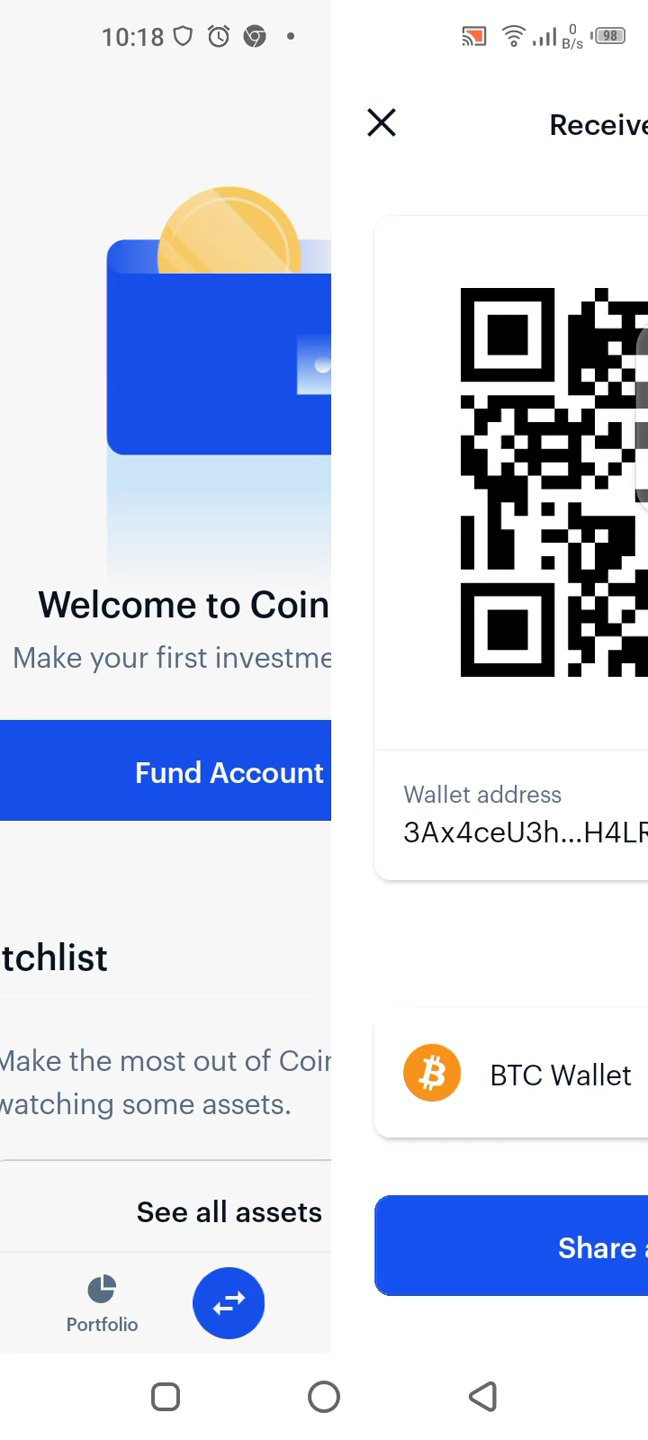 10:18
0
B/s
98
Receive
Welcome to Coin
Make your first investme
Fund Account
tchlist
Make the most out of Coin
watching some assets.
See all assets
Portfolio
Wallet address
3Ax4ceU3h...H4LR
BTC Wallet
Share a